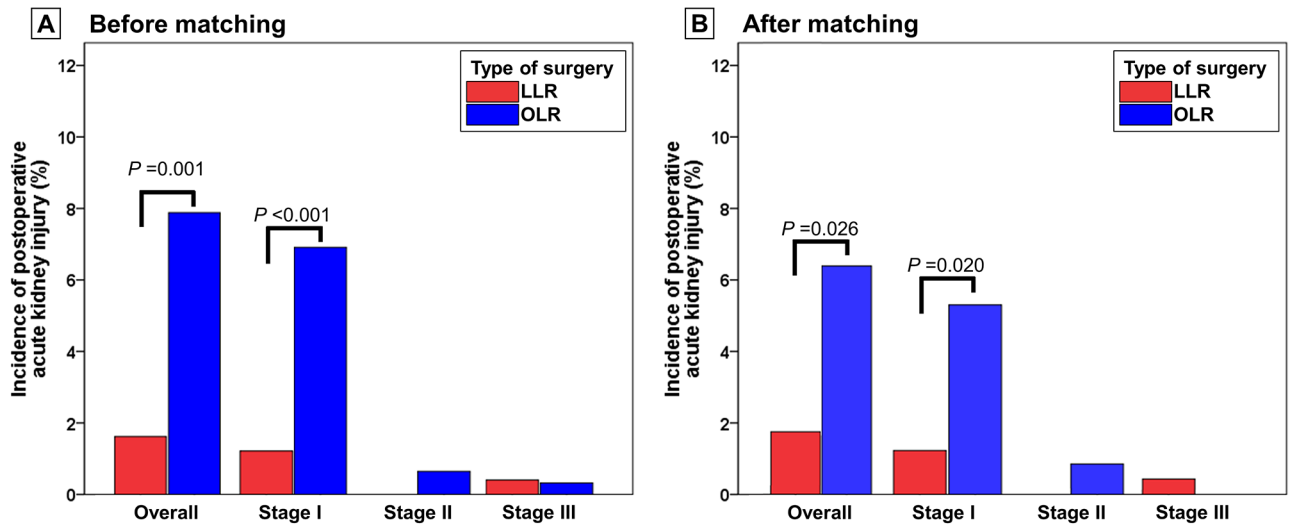 A Before matching
Type of surgery
LLR
OLR
Incidence of postoperative
acute kidney injury (%)
12
10
8
6
4
2
0
P =0.001
P <0.001
Overall Stage I Stage II Stage III
B After matching
Type of surgery
LLR
OLR
Incidence of postoperative
acute kidney injury (%)
12
10
8
6
4
2
0
P =0.026
P =0.020
Overall Stage I Stage II Stage III